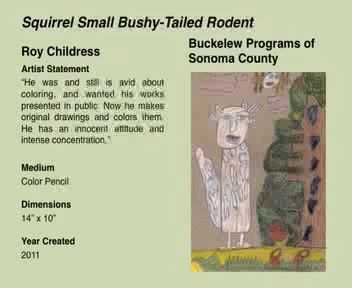 Squirrel Small Bushy-Tailed Rodent
Roy Childress
Artist Statement
“He was and still is avid about
coloring, and wanted his works
presented in public. Now he makes
original drawings and colors them.
He has an innocent attitude and
intense concentration.”
Medium
Color Pencil
Dimensions
14” x 10”
Year Created
2011
Buckelew Programs of
Sonoma County